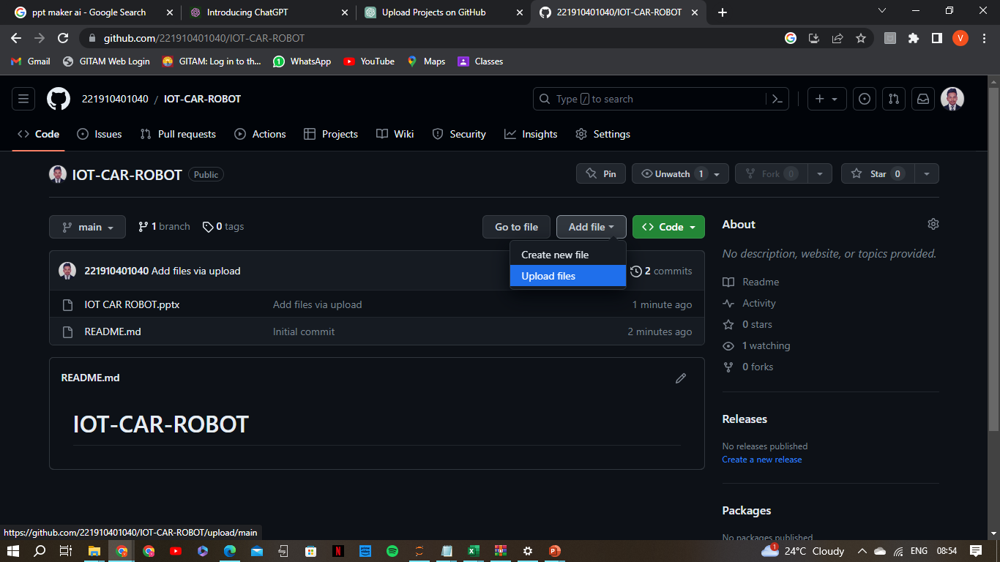 ppt maker ai - Google Search
Introducing ChatGPT
Upload Projects on GitHub
221910401040/IOT-CAR-ROBOT
github.com/221910401040/IOT-CAR-ROBOT
V
Gmail
GITAM Web Login
GITAM: Log in to th...
WhatsApp
YouTube
Maps
Classes
221910401040 / IOT-CAR-ROBOT
Type / to search
Code
Issues
Pull requests
Actions
Projects
Wiki
Security
Insights
Settings
IOT-CAR-ROBOT Public
Pin
Unwatch 1
Fork 0
Star 0
main
1 branch
0 tags
Go to file
Add file
Code
Create new file
Upload files
221910401040 Add files via upload
2 commits
IOT CAR ROBOT.pptx Add files via upload 1 minute ago
README.md Initial commit 2 minutes ago
README.md
IOT-CAR-ROBOT
About
No description, website, or topics provided.
Readme
Activity
0 stars
1 watching
0 forks
Releases
No releases published
Create a new release
Packages
No packages published
https://github.com/221910401040/IOT-CAR-ROBOT/upload/main
1
24°C Cloudy
ENG
08:54